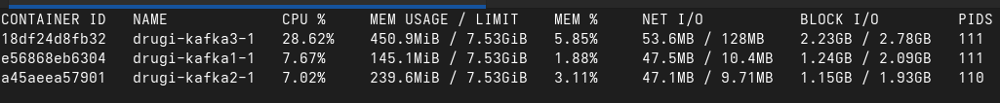 CONTAINER ID   NAME             CPU %     MEM USAGE / LIMIT     MEM %     NET I/O           BLOCK I/O         PIDS
18df24d8fb32   drugi-kafka3-1   28.62%    450.9MiB / 7.53GiB    5.85%     53.6MB / 128MB    2.23GB / 2.78GB   111
e56868eb6304   drugi-kafka1-1   7.67%     145.1MiB / 7.53GiB    1.88%     47.5MB / 10.4MB   1.24GB / 2.09GB   111
a45aeea57901   drugi-kafka2-1   7.02%     239.6MiB / 7.53GiB    3.11%     47.1MB / 9.71MB   1.15GB / 1.93GB   110